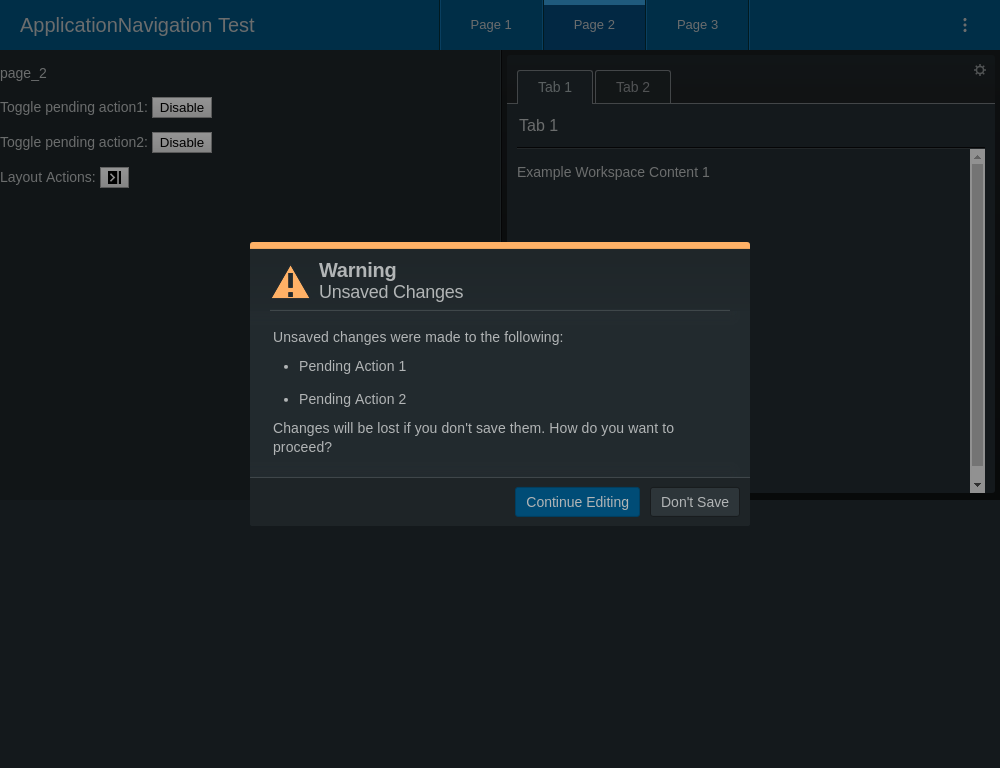 ApplicationNavigation Test
Page 1
Page 2
Page 3
page_2
Toggle pending action1: Disable
Toggle pending action2: Disable
Layout Actions:
Tab 1
Tab 2
Tab 1
Example Workspace Content 1
Warning
Unsaved Changes
Unsaved changes were made to the following:
• Pending Action 1
• Pending Action 2
Changes will be lost if you don't save them. How do you want to
proceed?
Continue Editing
Don't Save